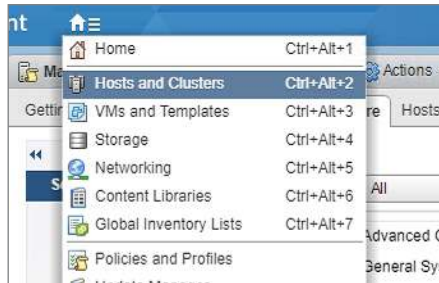 nt
Home Ctrl+Alt+1
Ma Actions
Hosts and Clusters Ctrl+Alt+2
Gettin VMs and Templates Ctrl+Alt+3 re Hosts
Storage Ctrl+Alt+4
Networking Ctrl+Alt+5
Content Libraries Ctrl+Alt+6 All
Global Inventory Lists Ctrl+Alt+7
Advanced
Policies and Profiles
General Sy